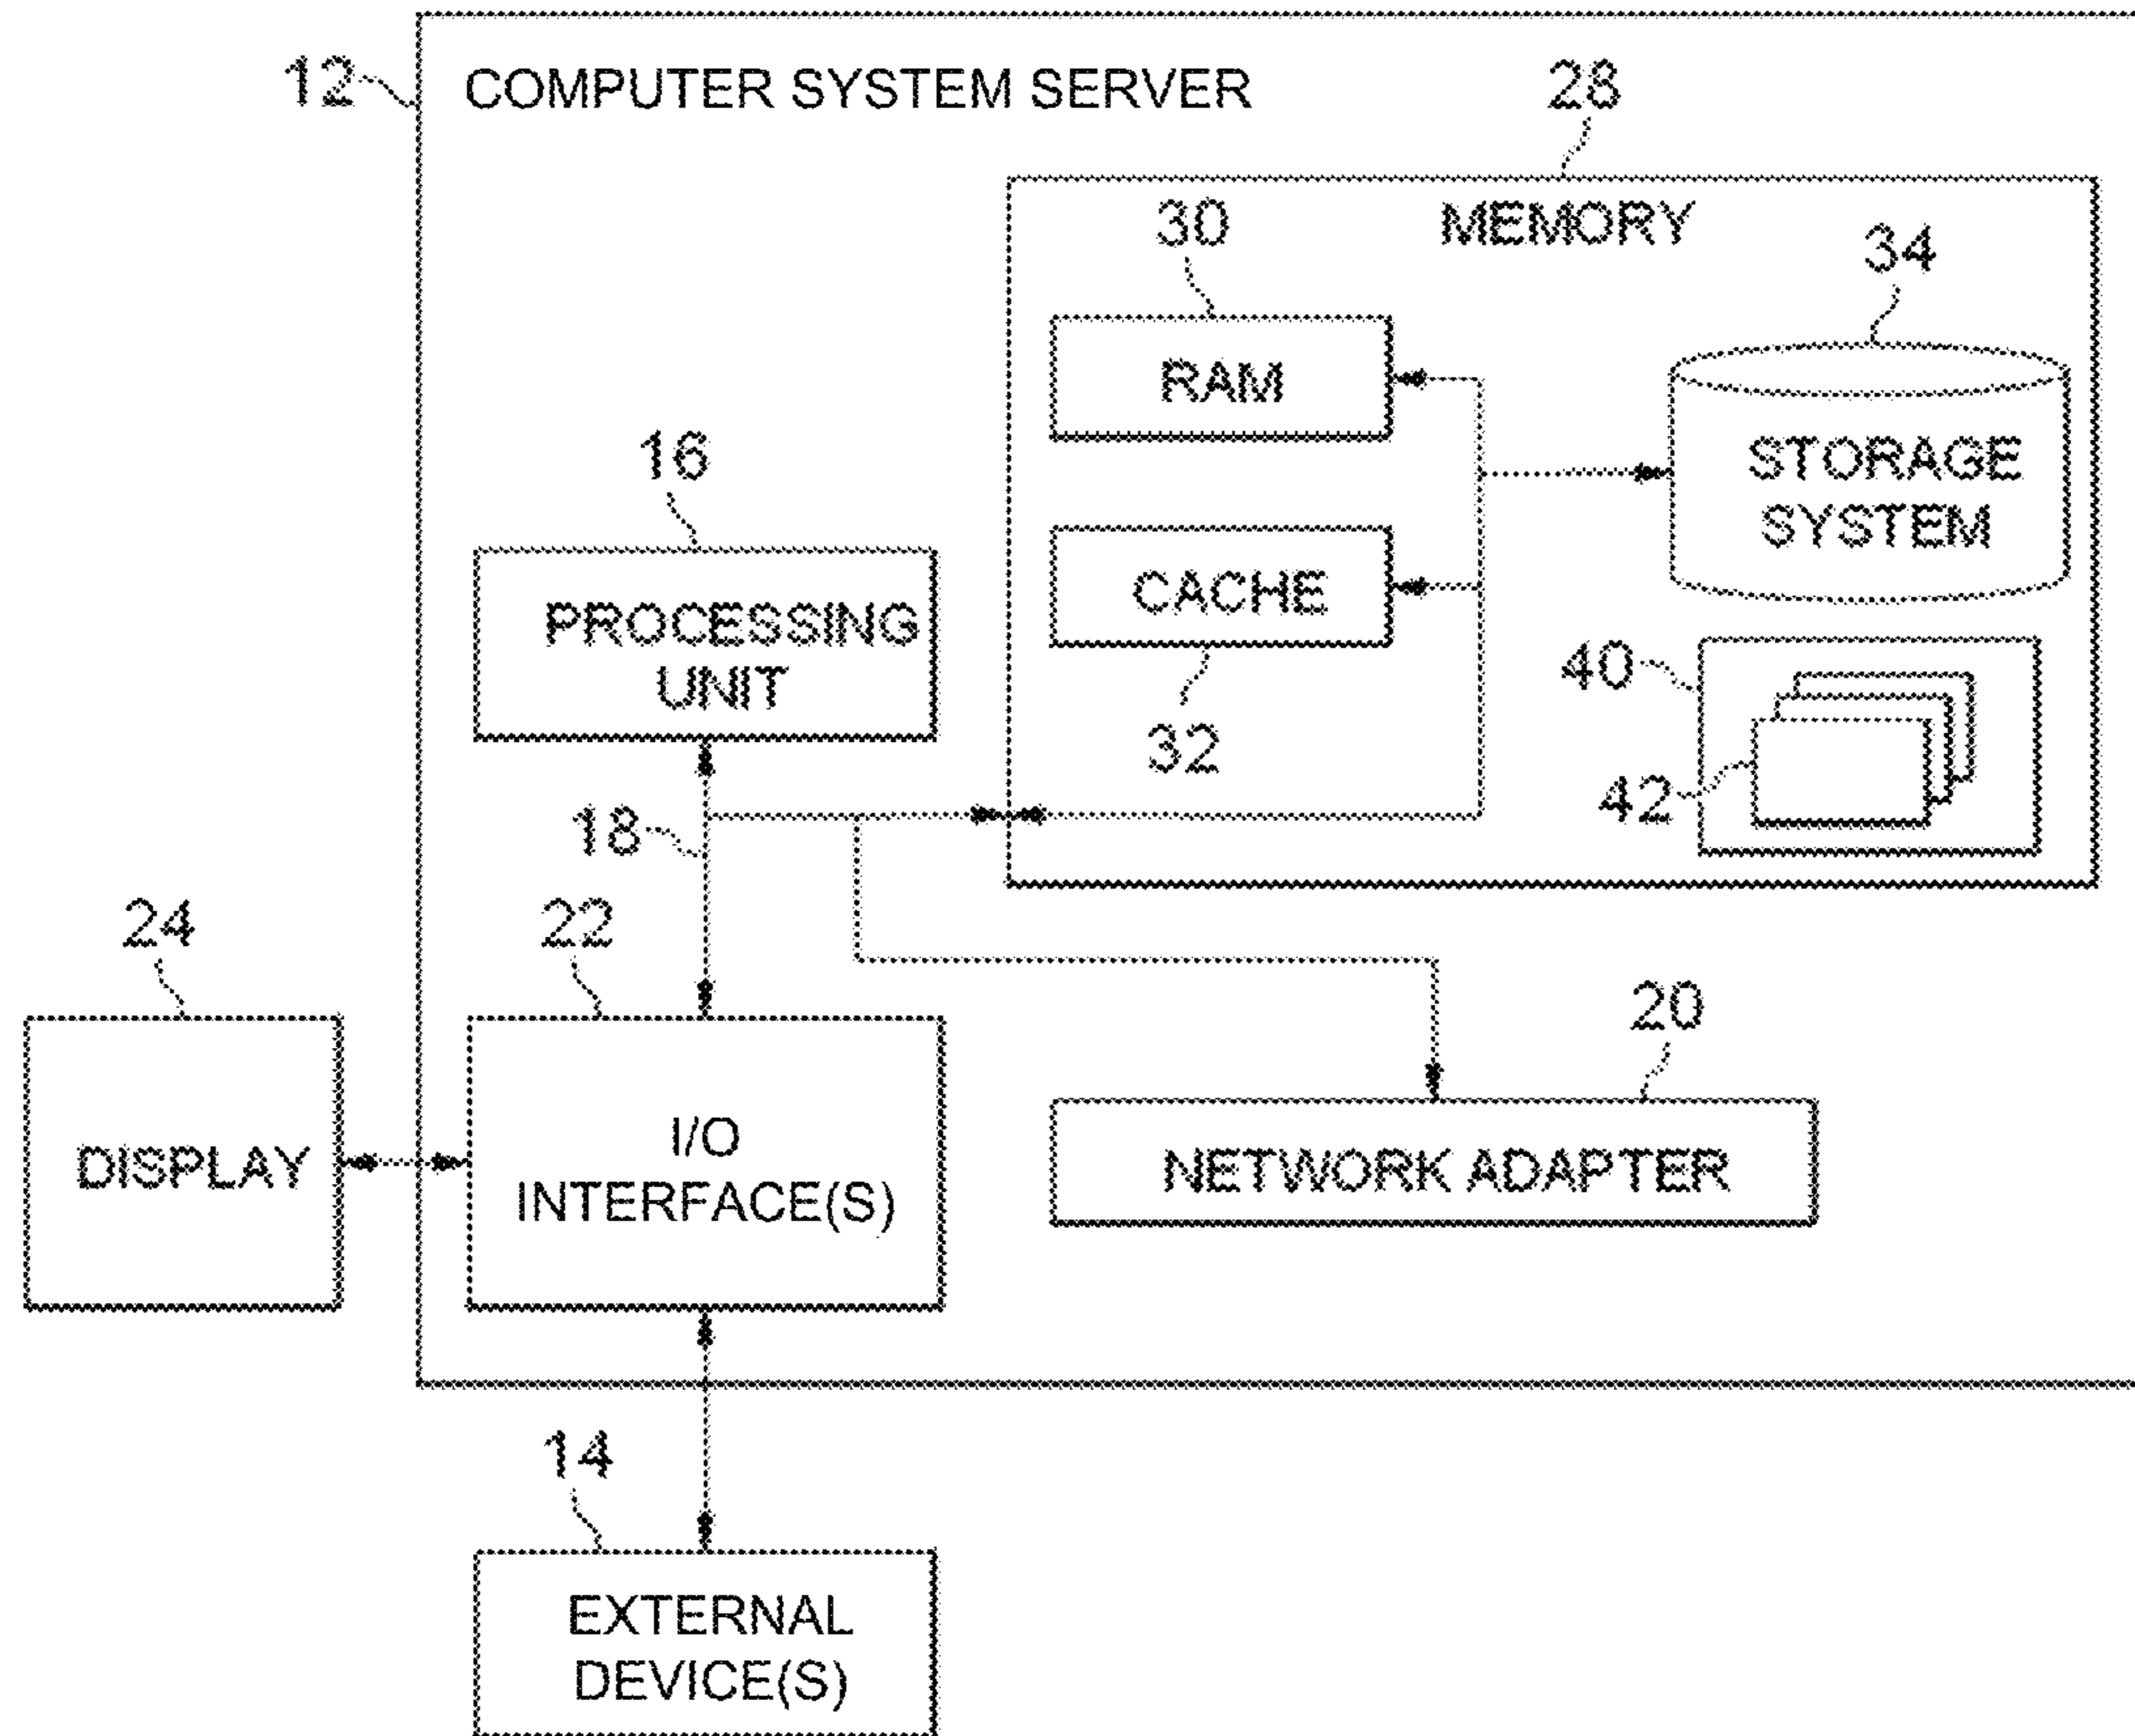 12
COMPUTER SYSTEM SERVER
28
30
MEMORY
34
RAM
16
STORAGE
SYSTEM
CACHE
PROCESSING
UNIT
40
32
42
18
24
22
20
I/O
INTERFACE(S)
DISPLAY
NETWORK ADAPTER
14
EXTERNAL
DEVICE(S)